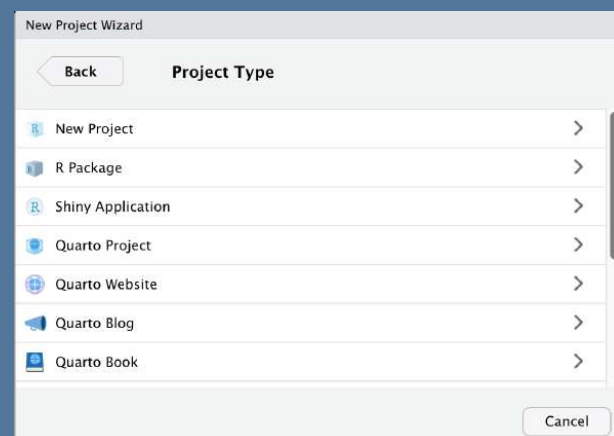 New Project Wizard
Back
Project Type
R New Project
R Package
R Shiny Application
Quarto Project
Quarto Website
Quarto Blog
Quarto Book
Cancel